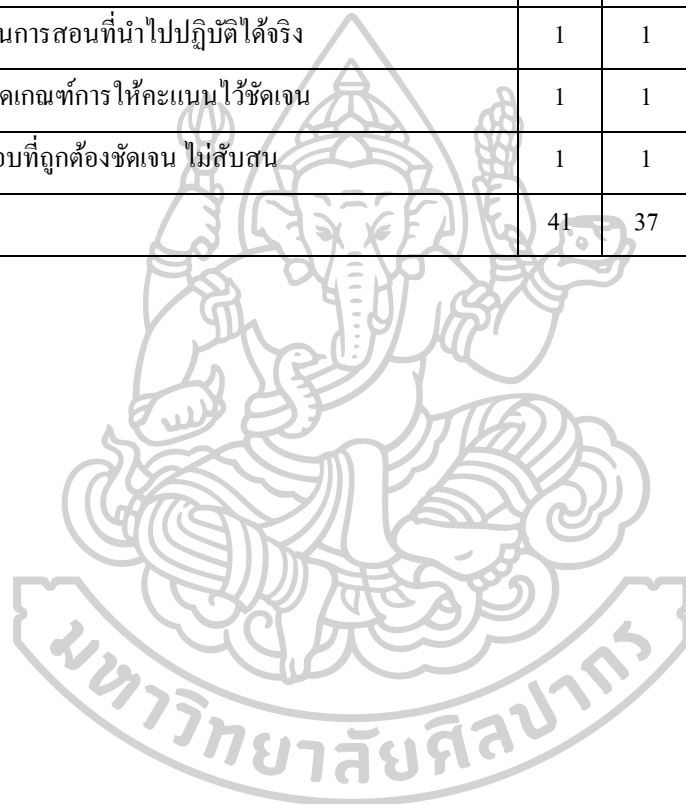 นการสอนที่นำไปปฏิบัติได้จริง 1 1
ดเกณฑ์การให้คะแนนไว้ชัดเจน 1 1
อบที่ถูกต้องชัดเจน ไม่สับสน 1 1
41 37
มหาวิทยาลัยศิลปากร